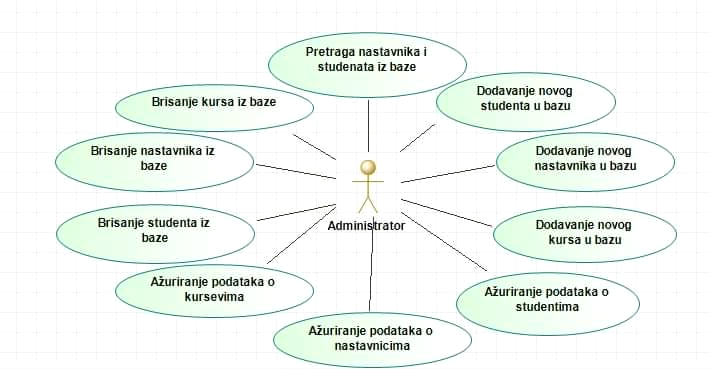 Pretraga nastavnika i
studenata iz baze
Brisanje kursa iz baze
Dodavanje novog
studenta u bazu
Brisanje nastavnika iz
baze
Dodavanje novog
nastavnika u bazu
Administrator
Brisanje studenta iz
baze
Dodavanje novog
kursa u bazu
Ažuriranje podataka o
kursevima
Ažuriranje podataka o
studentima
Ažuriranje podataka o
nastavnicima